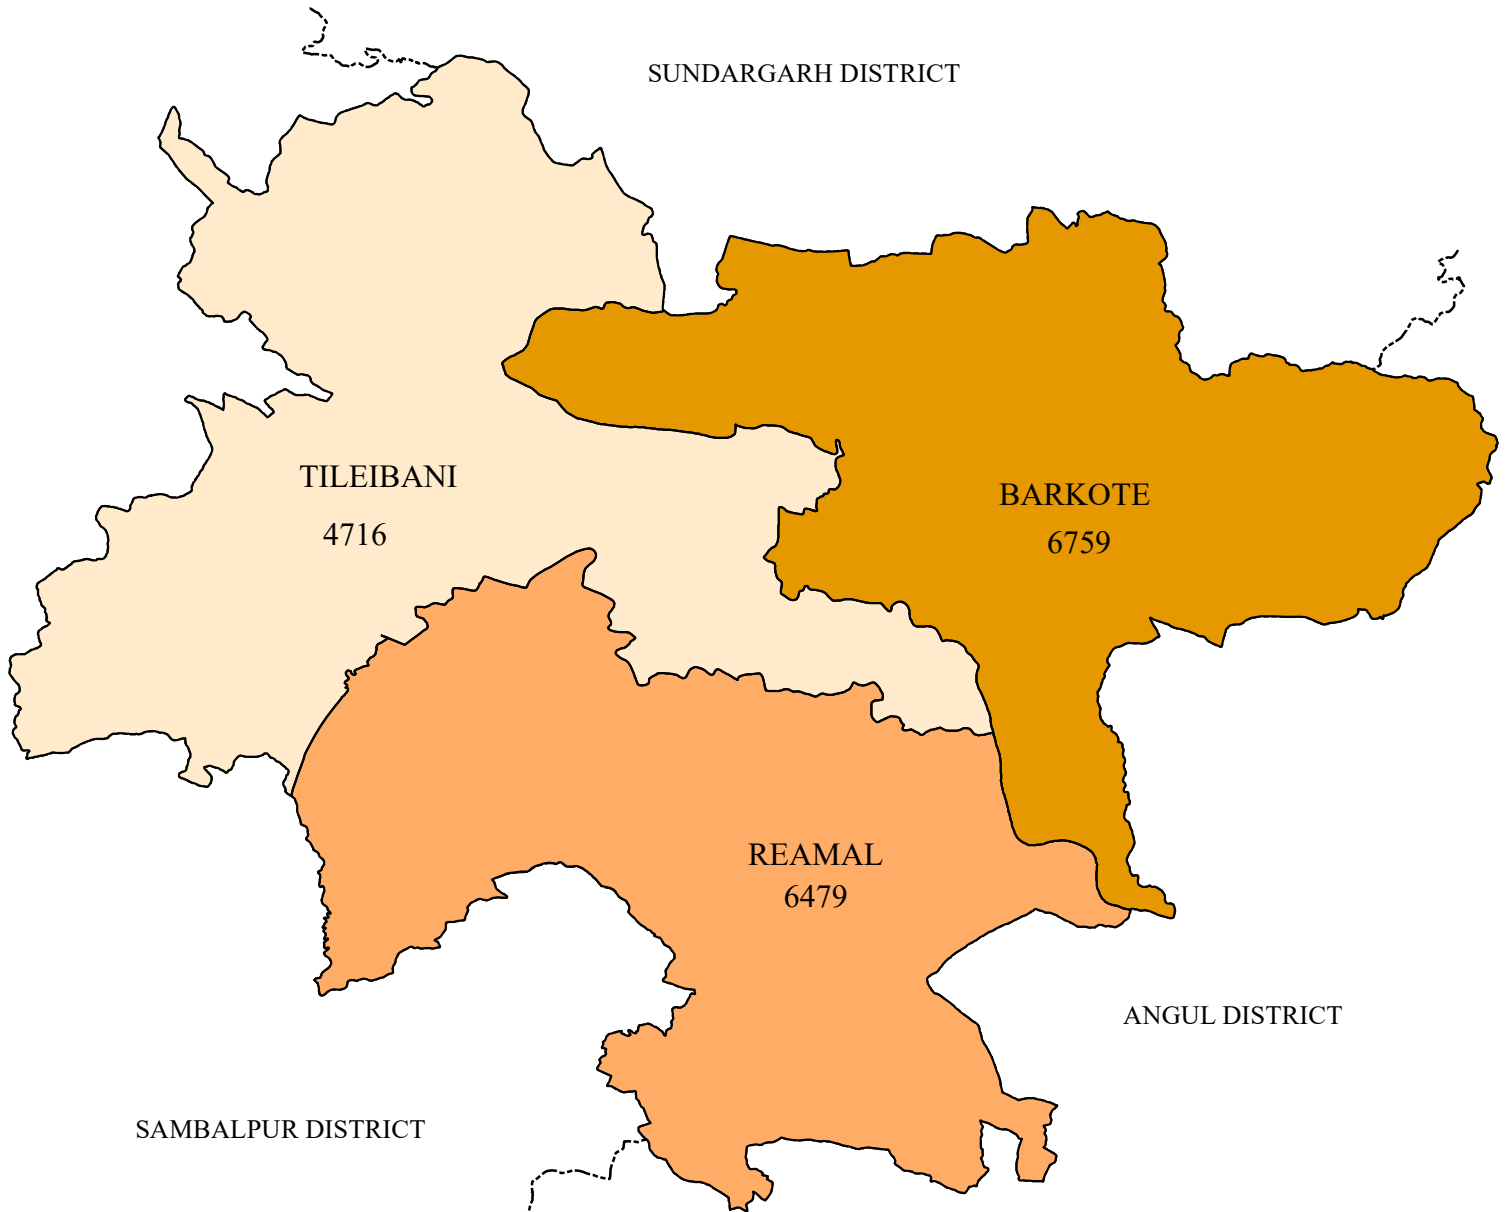 SUNDARGARH DISTRICT
TILEIBANI
4716
BARKOTE
6759
REAMAL
6479
ANGUL DISTRICT
SAMBALPUR DISTRICT